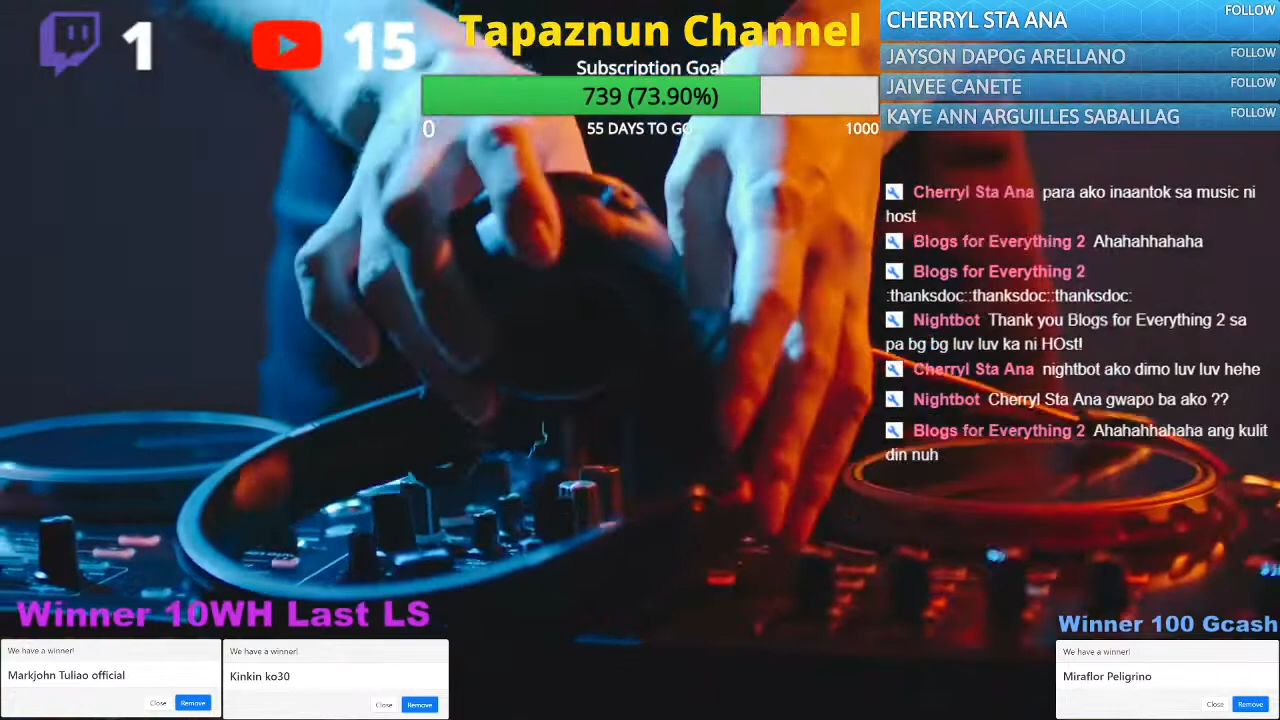 1
15
Tapaznun Channel
Subscription Goal
739 (73.90%)
0
55 DAYS TO GO
1000
CHERRYL STA ANA
FOLLOW
JAYSON DAPOG ARELLANO
FOLLOW
JAIVEE CANETE
FOLLOW
KAYE ANN ARGUILLES SABALILAG
FOLLOW
Cherryl Sta Ana para ako inaantok sa music ni
host
Blogs for Everything 2 Ahahahhahaha
Blogs for Everything 2
:thanksdoc::thanksdoc::thanksdoc:
Nightbot Thank you Blogs for Everything 2 sa
pa bg bg luv luv ka ni HOst!
Cherryl Sta Ana nightbot ako dimo luv luv hehe
Nightbot Cherryl Sta Ana gwapo ba ako ??
Blogs for Everything 2 Ahahahhahaha ang kulit
din nuh
Winner 10WH Last LS
We have a winner!
Markjohn Tuliao official
Close
Remove
We have a winner!
Kinkin ko30
Close
Remove
Winner 100 Gcash
We have a winner!
Miraflor Peligrino
Close
Remove